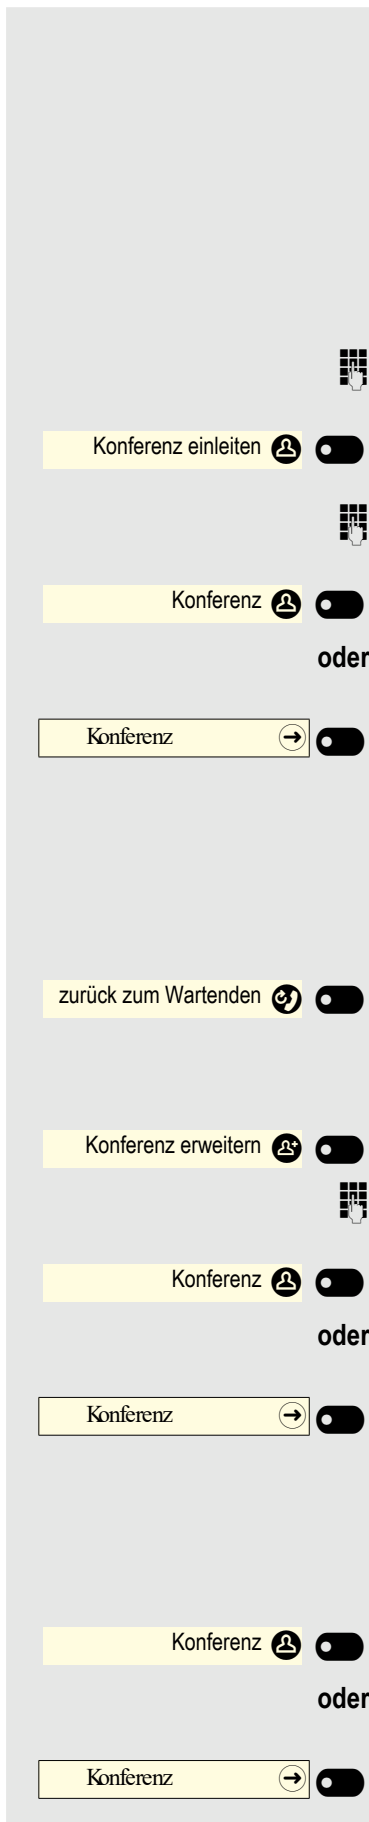 Konferenz einleiten
Konferenz
oder
Konferenz
zurück zum Wartenden
Konferenz erweitern
Konferenz
oder
Konferenz
Konferenz
oder
Konferenz